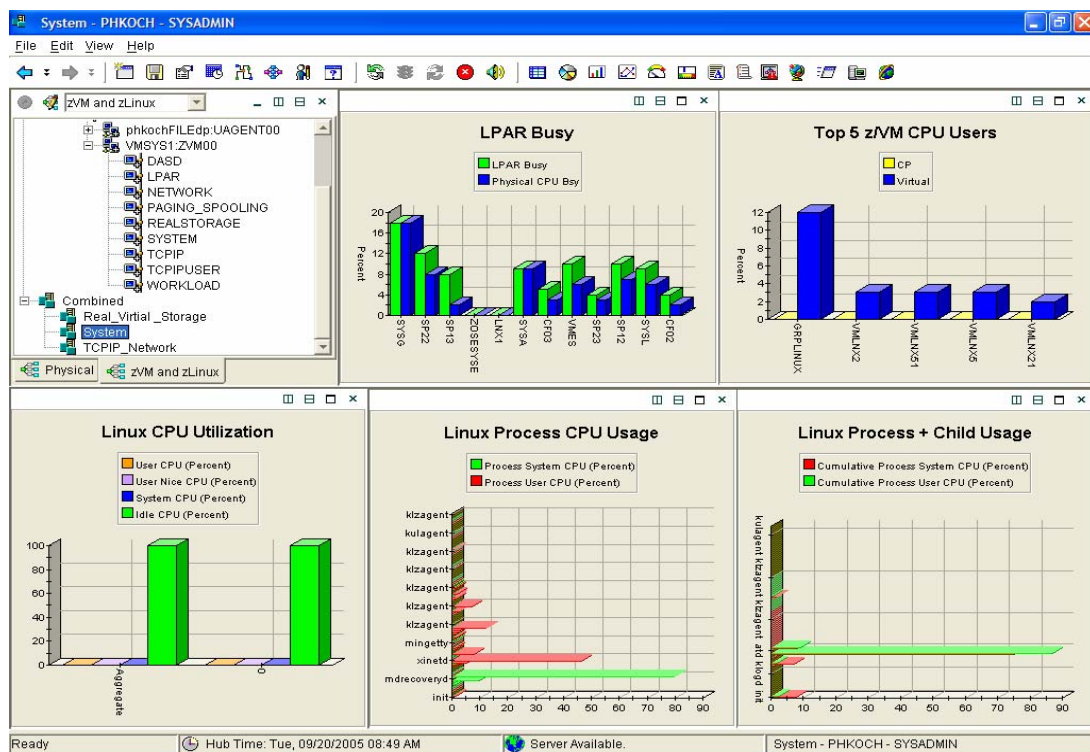 System - PHKOCH - SYSADMIN
File Edit View Help
zVM and zLinux
phkochFILEdp:UAGENT00
VMSYS1:ZVM00
DASD
LPAR
NETWORK
PAGING_SPOOLING
REALSTORAGE
SYSTEM
TCPIP
TCPIPUSER
WORKLOAD
Combined
Real_Virtial _Storage
System
TCPIP_Network
Physical
zVM and zLinux
LPAR Busy
LPAR Busy
Physical CPU Bsy
Percent
20
16
12
8
4
0
SYSG
SP22
SP13
ZOSESYSE
LNX1
SYSA
CF03
VMES
SP23
SP12
SYSL
CF02
Top 5 z/VM CPU Users
CP
Virtual
Percent
12
10
8
6
4
2
0
GRPLINUX
VMLNX2
VMLNX51
VMLNX5
VMLNX21
Linux CPU Utilization
User CPU (Percent)
User Nice CPU (Percent)
System CPU (Percent)
Idle CPU (Percent)
100
80
60
40
20
0
Aggregate
0
Linux Process CPU Usage
Process System CPU (Percent)
Process User CPU (Percent)
klzagent
kulagent
klzagent
klzagent
klzagent
klzagent
klzagent
mingetty
xinetd
mdrecoveryd
init
0 10 20 30 40 50 60 70 80 90
Linux Process + Child Usage
Cumulative Process System CPU (Percent)
Cumulative Process User CPU (Percent)
kulagent klzagent klzagent klzagent atd klogd init
0 10 20 30 40 50 60 70 80 90
Ready
Hub Time: Tue, 09/20/2005 08:49 AM
Server Available.
System - PHKOCH - SYSADMIN